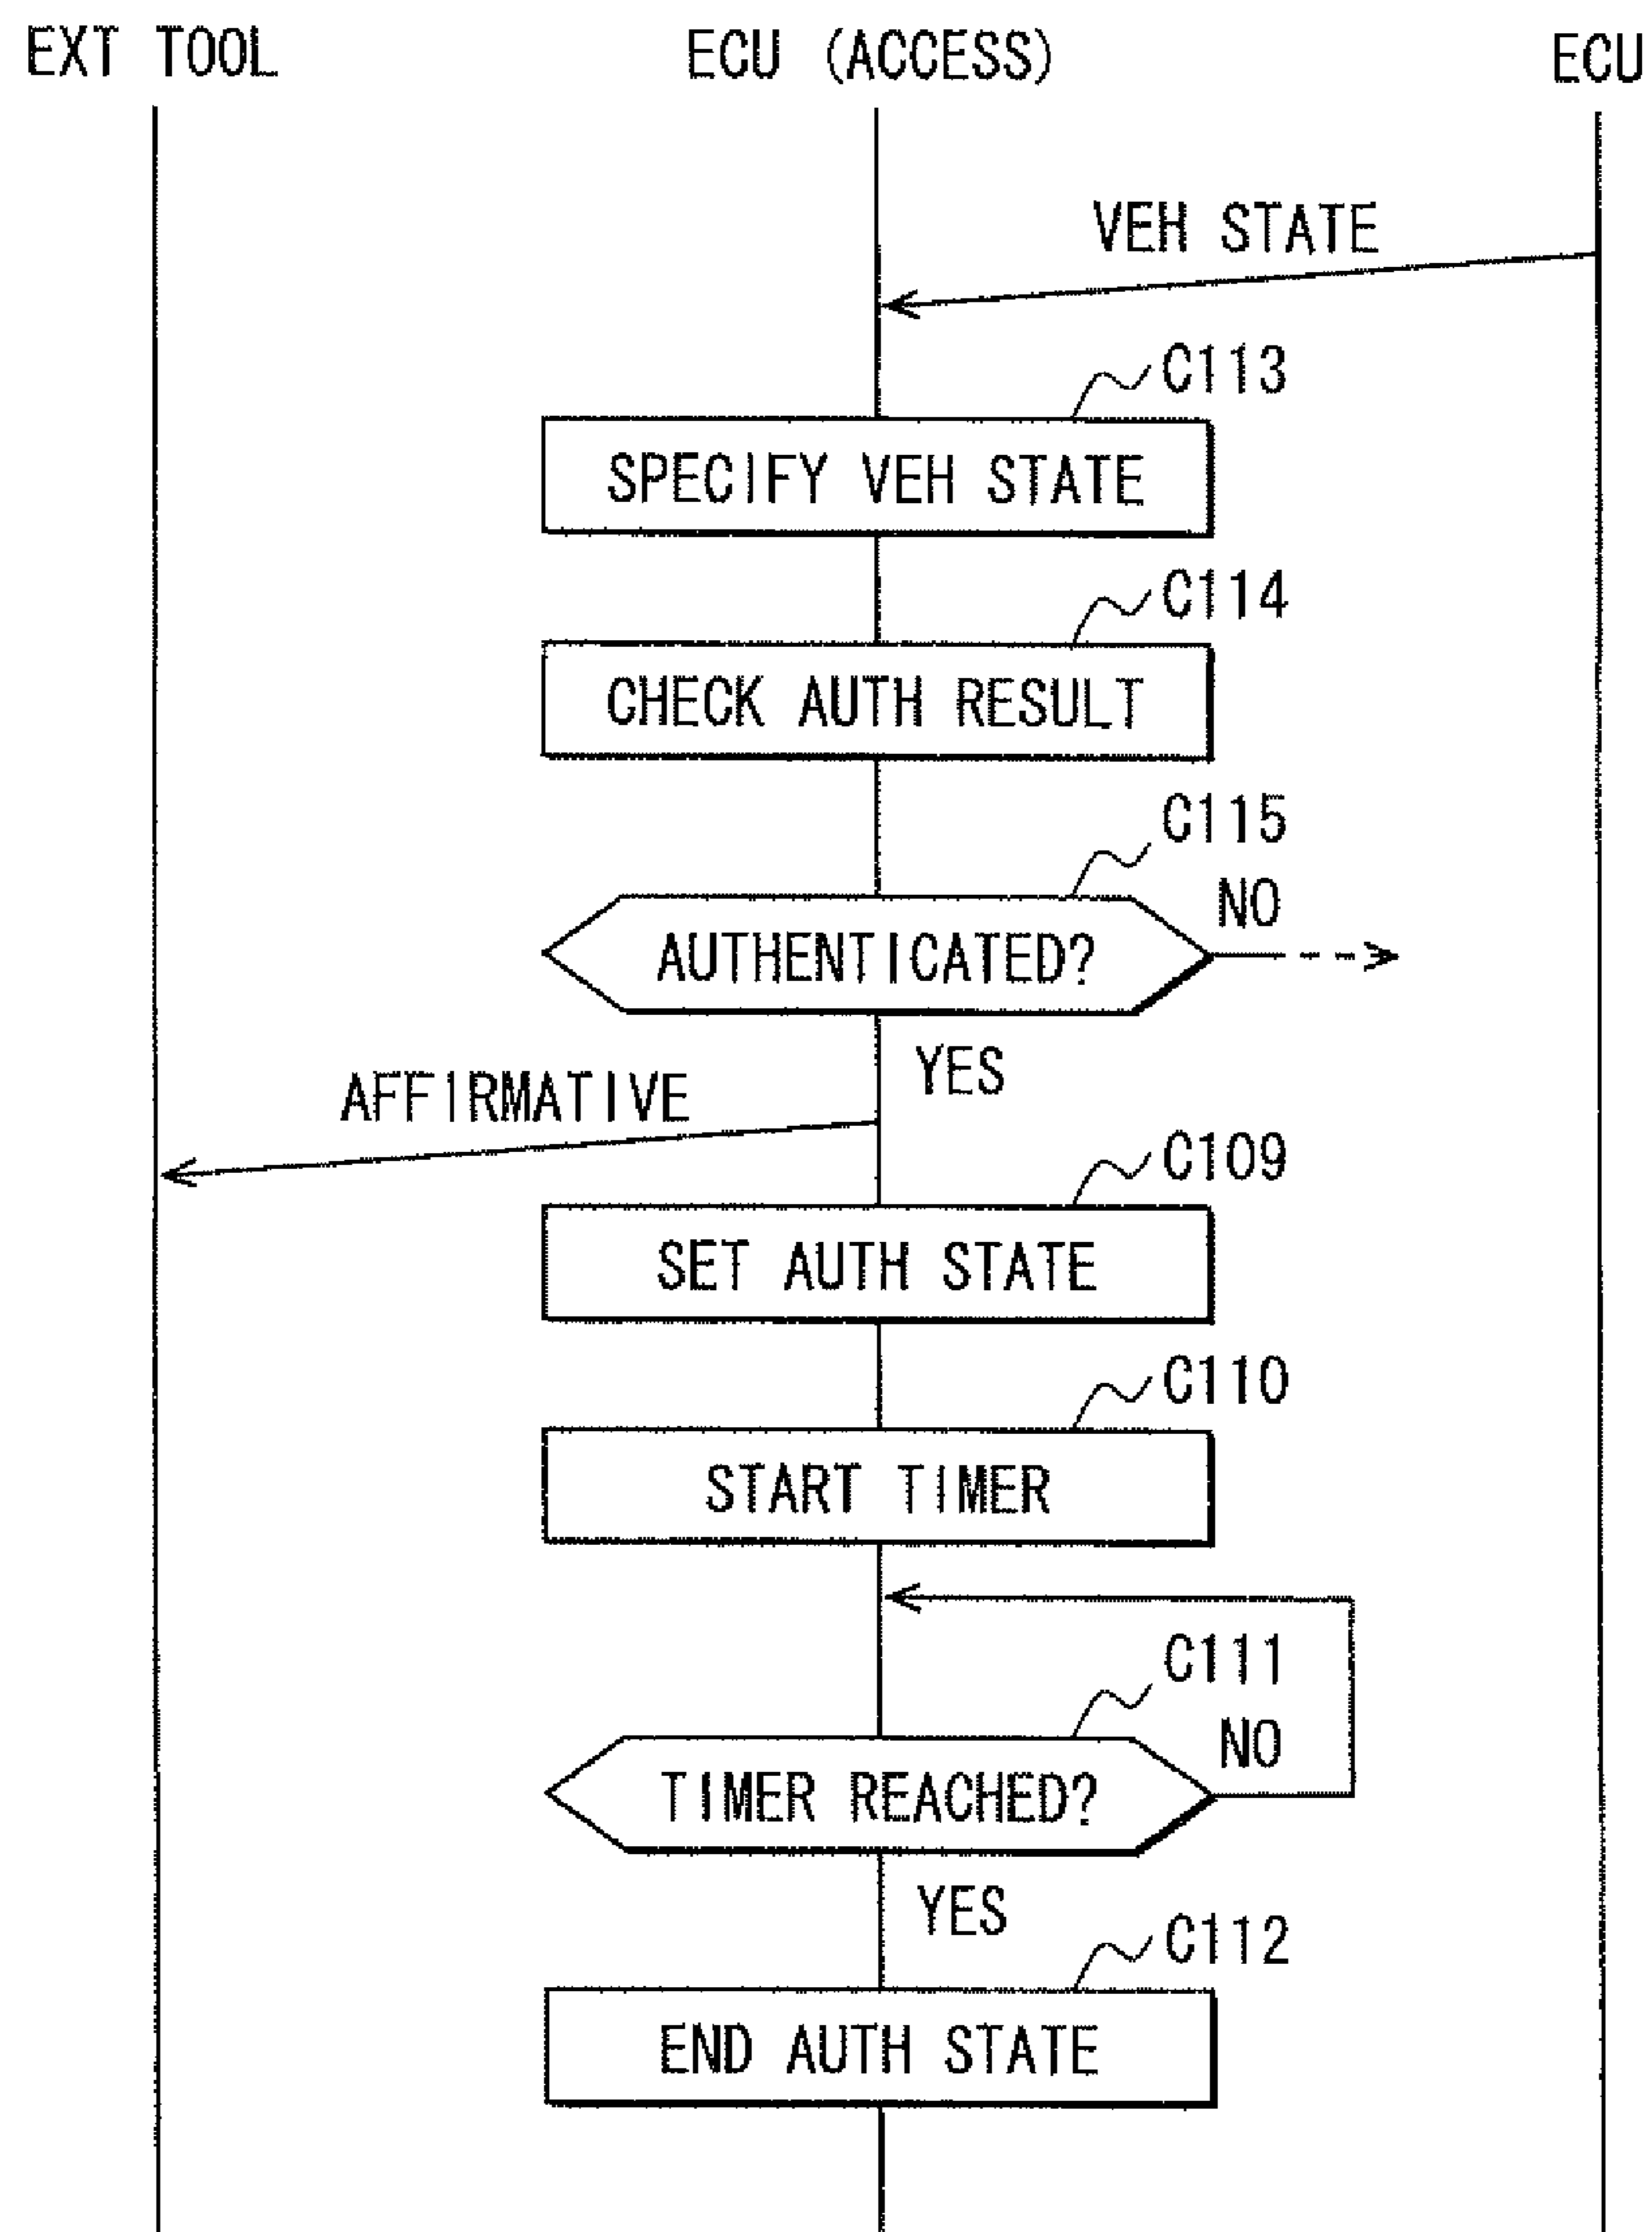 EXT TOOL
ECU (ACCESS)
ECU
VEH STATE
C113
SPECIFY VEH STATE
C114
CHECK AUTH RESULT
C115
NO
AUTHENTICATED?
YES
AFFIRMATIVE
C109
SET AUTH STATE
C110
START TIMER
C111
NO
TIMER REACHED?
YES
C112
END AUTH STATE